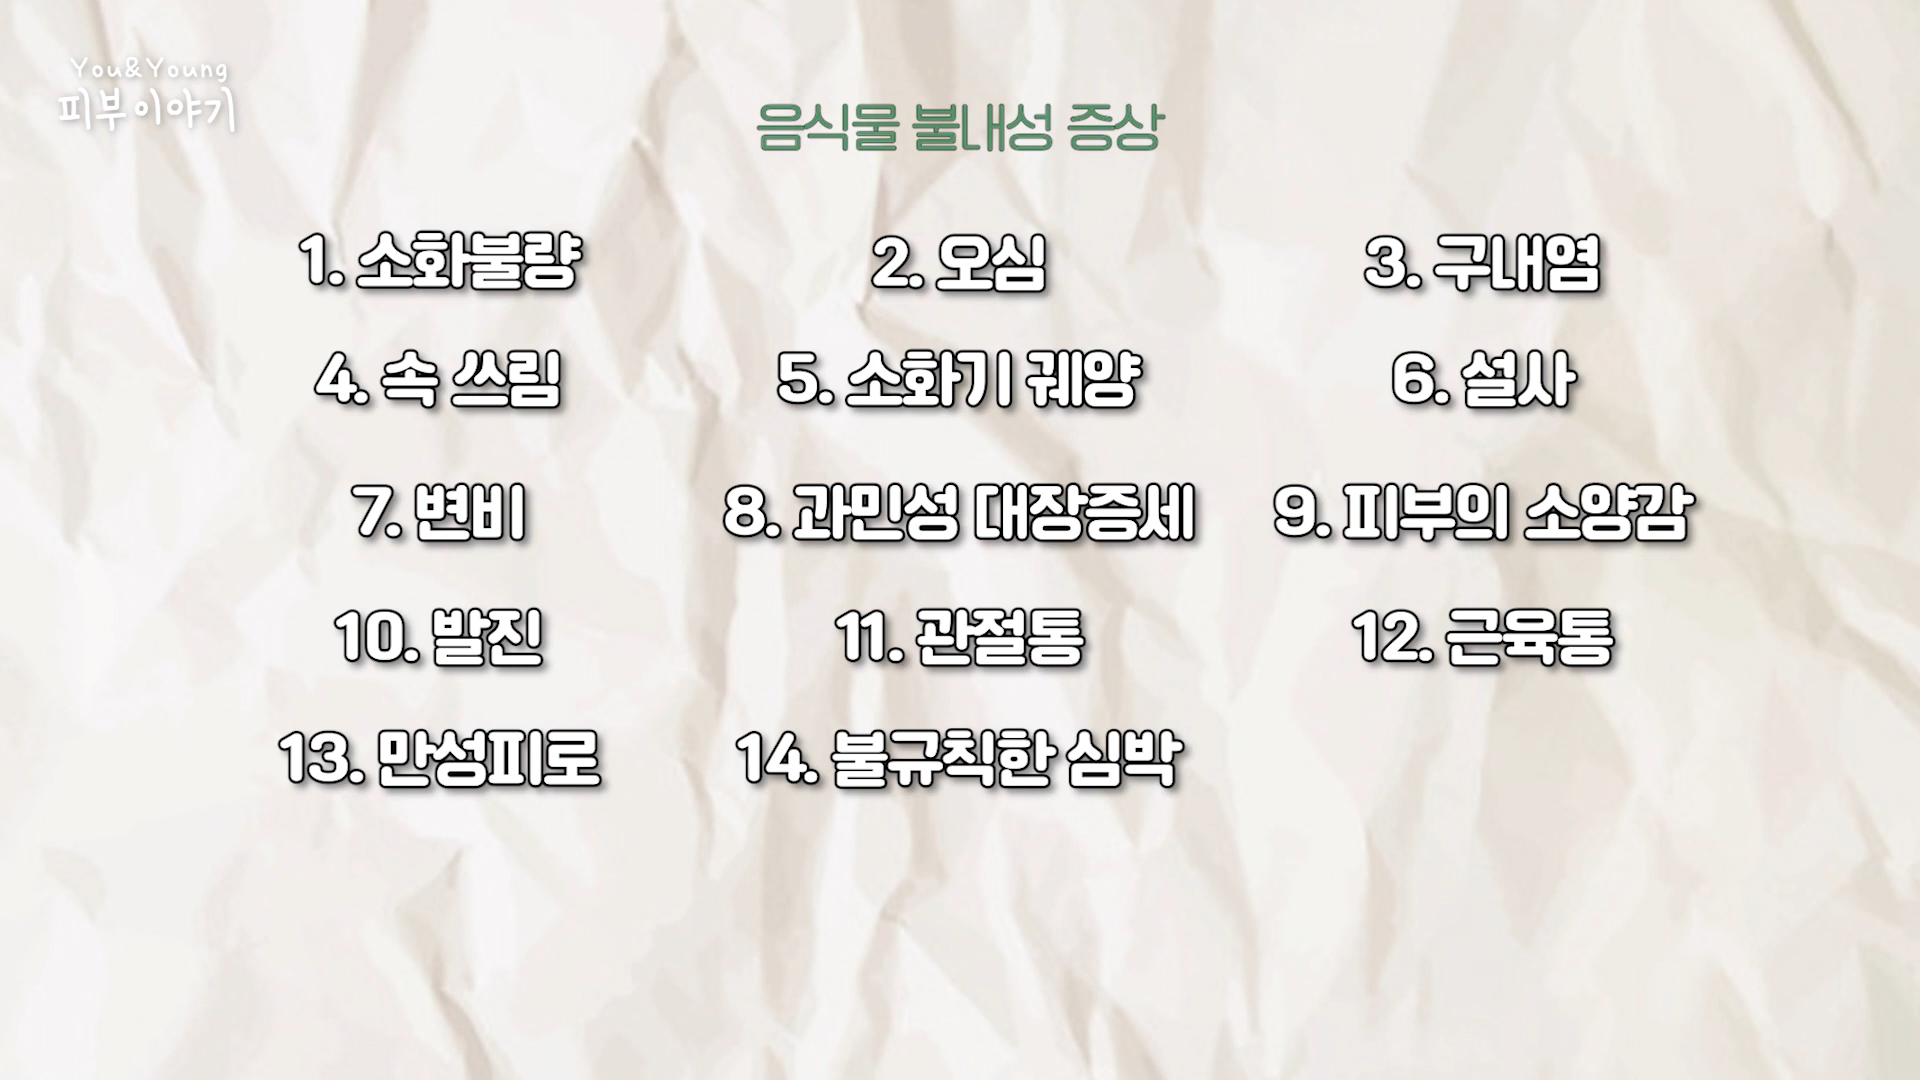 You&Young
피부 이야기
음식물 불내성 증상
1. 소화불량
2. 오심
3. 구내염
4. 속 쓰림
5. 소화기 궤양
6. 설사
7. 변비
8. 과민성 대장증세
9. 피부의 소양감
10. 발진
11. 관절통
12. 근육통
13. 만성피로
14. 불규칙한 심박